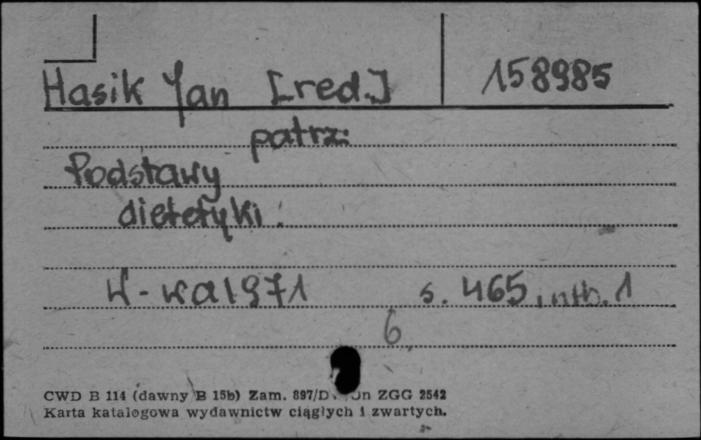 Hasik Jan [red.] 158985
patrz:
Podstawy
dietetyki.
W-wa 1971 s. 465, ntb. 1
6
CWD B 114 (dawny B 15b) Zam. 897/D Jn ZGG 2542
Karta katalogowa wydawnictw ciągłych i zwartych.